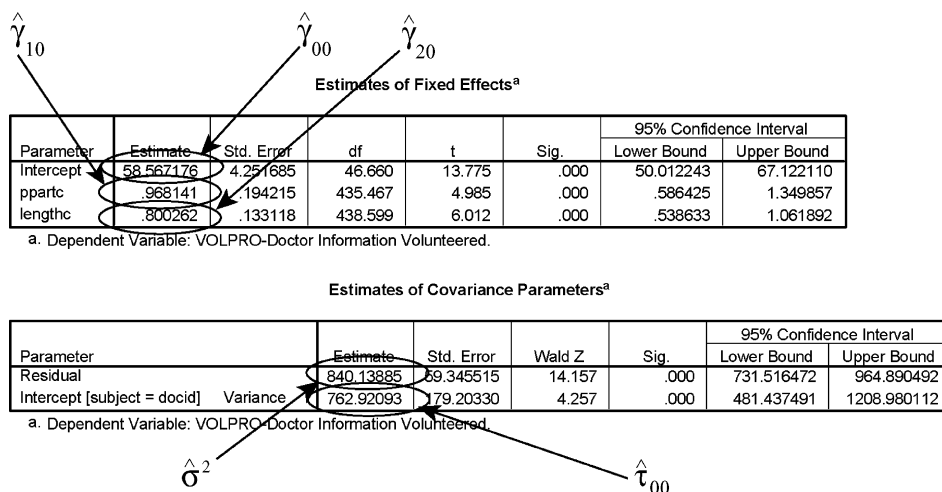 γ̂10 γ̂00 γ̂20
Estimates of Fixed Effectsa
95% Confidence Interval
Parameter Estimate Std. Error df t Sig. Lower Bound Upper Bound
Intercept 58.567176 4.251685 46.660 13.775 .000 50.012243 67.122110
ppartc .968141 .194215 435.467 4.985 .000 .586425 1.349857
lengthc .800262 .133118 438.599 6.012 .000 .538633 1.061892
a. Dependent Variable: VOLPRO-Doctor Information Volunteered.
Estimates of Covariance Parametersa
95% Confidence Interval
Parameter Estimate Std. Error Wald Z Sig. Lower Bound Upper Bound
Residual 840.13885 59.345515 14.157 .000 731.516472 964.890492
Intercept [subject = docid] Variance 762.92093 179.20330 4.257 .000 481.437491 1208.980112
a. Dependent Variable: VOLPRO-Doctor Information Volunteered.
σ̂2 τ̂00